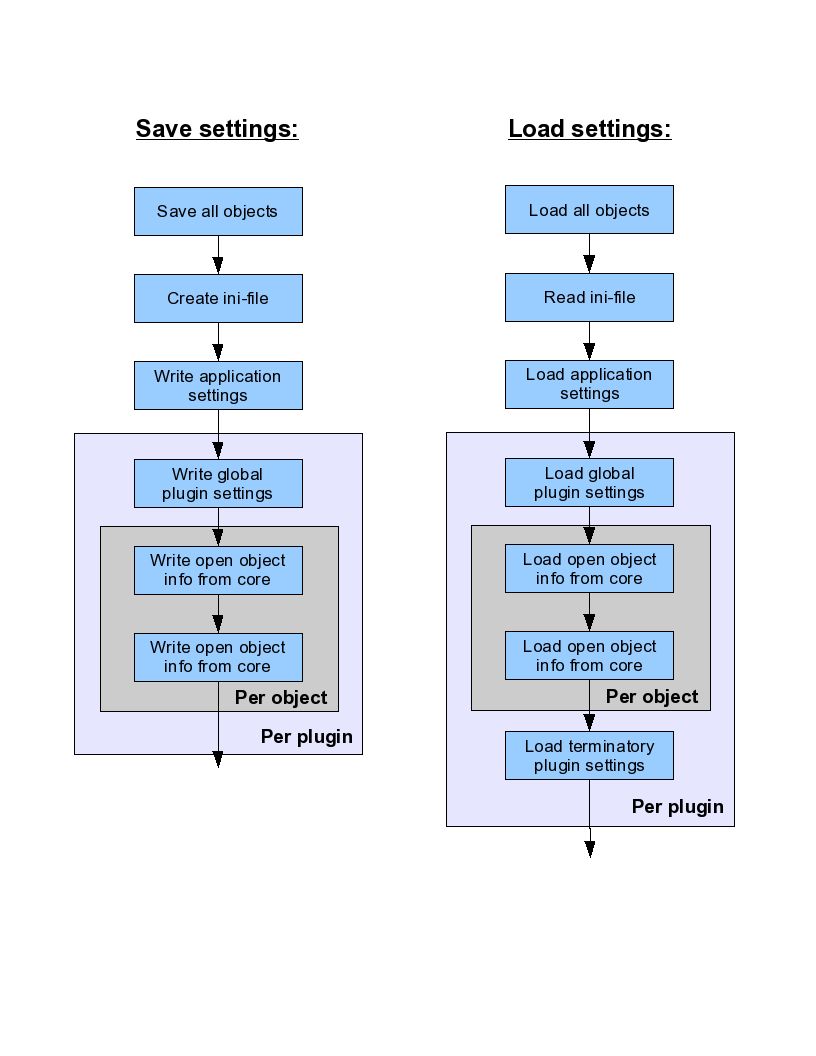 Save settings:
Save all objects
Create ini-file
Write application
settings
Write global
plugin settings
Write open object
info from core
Write open object
info from core
Per object
Per plugin
Load settings:
Load all objects
Read ini-file
Load application
settings
Load global
plugin settings
Load open object
info from core
Load open object
info from core
Per object
Load terminatory
plugin settings
Per plugin